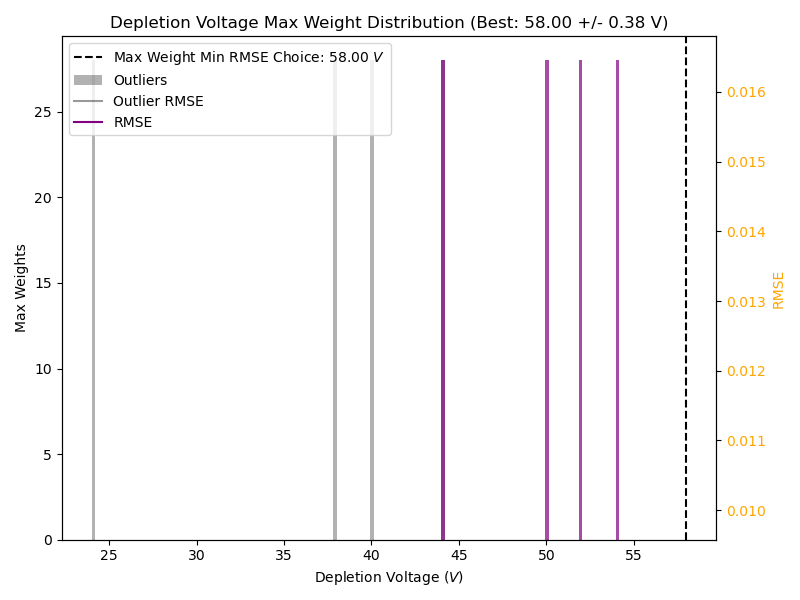 Depletion Voltage Max Weight Distribution (Best: 58.00 +/- 0.38 V)
Max Weight Min RMSE Choice: 58.00 V
Outliers
Outlier RMSE
RMSE
25
20
15
10
5
0
Max Weights
0.016
0.015
0.014
0.013
0.012
0.011
0.010
RMSE
25 30 35 40 45 50 55
Depletion Voltage (V)